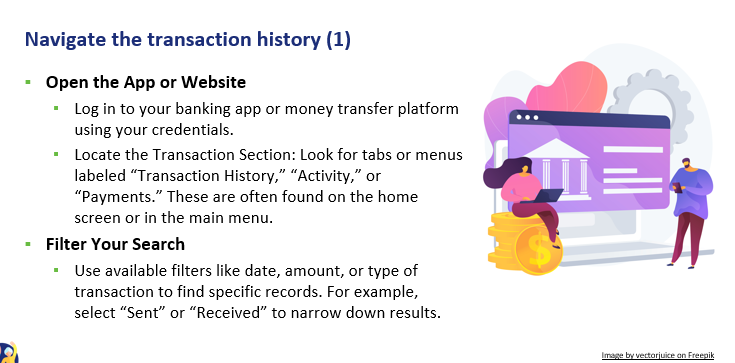 Navigate the transaction history (1)
Open the App or Website
Log in to your banking app or money transfer platform
using your credentials.
Locate the Transaction Section: Look for tabs or menus
labeled “Transaction History,” “Activity,” or
“Payments.” These are often found on the home
screen or in the main menu.
Filter Your Search
Use available filters like date, amount, or type of
transaction to find specific records. For example,
select “Sent” or “Received” to narrow down results.
$
Image by vectorjuice on Freepik